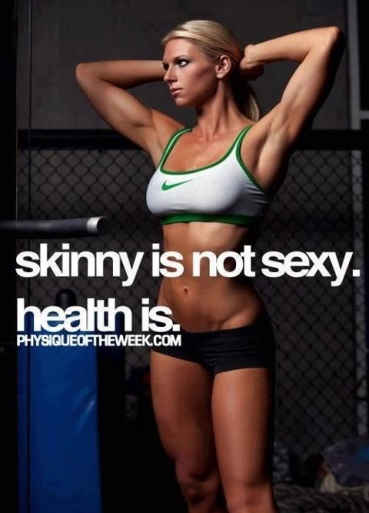 skinny is not sexy.
health is.
PHYSIQUEOFTHEWEEK.COM